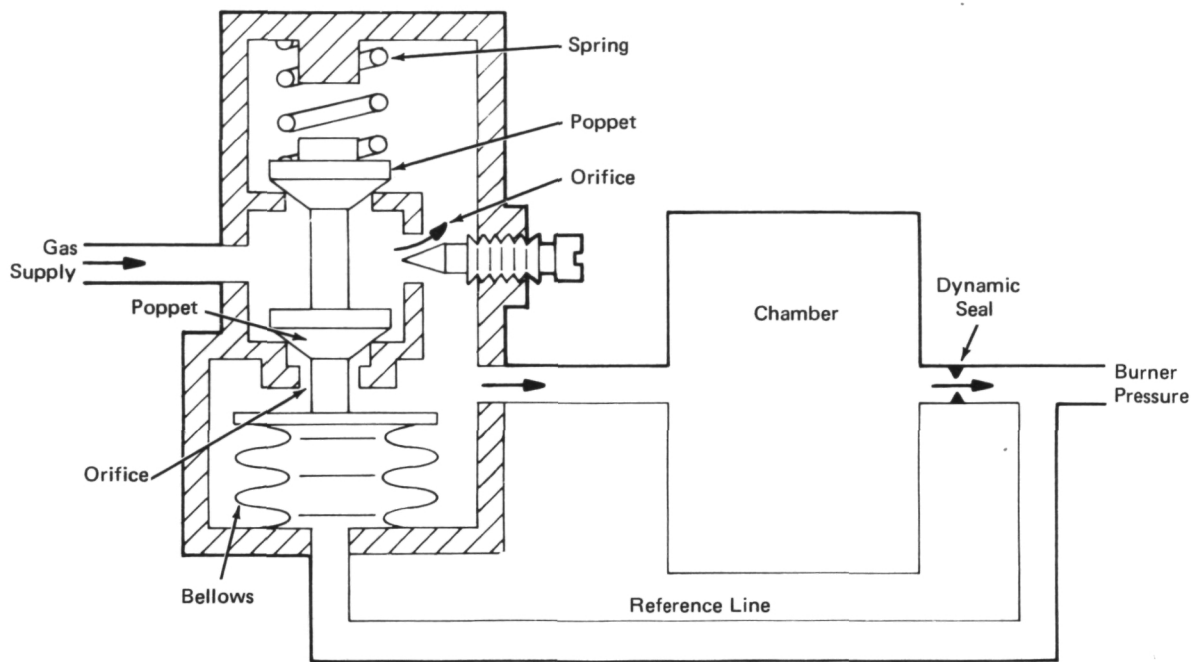 Spring
Poppet
Orifice
Gas
Supply
Poppet
Chamber
Dynamic
Seal
Burner
Pressure
Orifice
Bellows
Reference Line